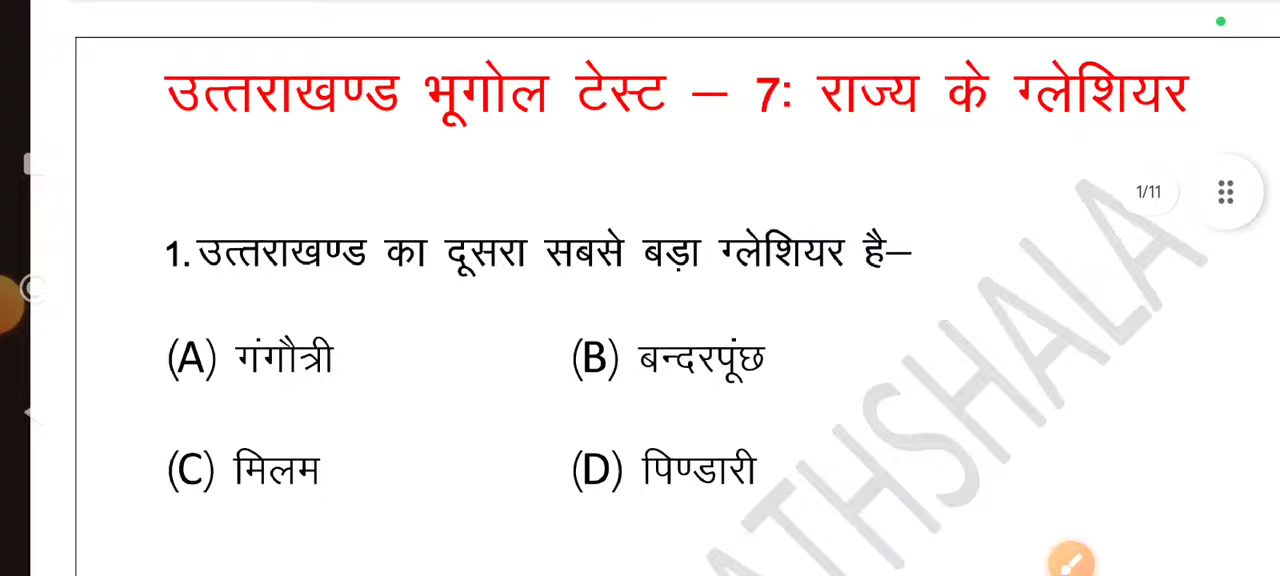 उत्तराखण्ड भूगोल टेस्ट – 7: राज्य के ग्लेशियर
1/11
1. उत्तराखण्ड का दूसरा सबसे बड़ा ग्लेशियर है–
(A) गंगौत्री (B) बन्दरपूंछ
(C) मिलम (D) पिण्डारी